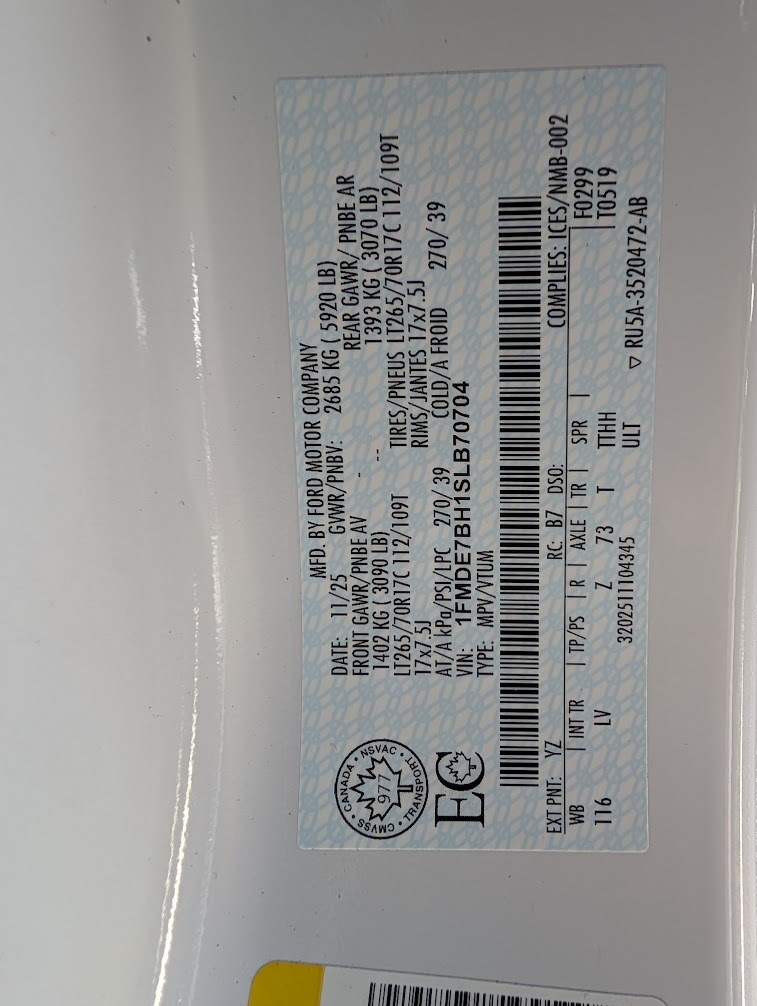 MFD. BY FORD MOTOR COMPANY
DATE: 11/25 GVWR/PNBV: 2685 KG ( 5920 LB)
FRONT GAWR/PNBE AV - REAR GAWR/ PNBE AR
1402 KG ( 3090 LB) -- 1393 KG ( 3070 LB)
LT265/70R17C 112/109T TIRES/PNEUS LT265/70R17C 112/109T
17x7.5J RIMS/JANTES 17x7.5J
AT/A kPa/PSI/LPC 270/ 39 COLD/A FROID 270/ 39
VIN: 1FMDE7BH1SLB70704
TYPE: MPV/VTUM
CANADA • NSVAC • TRANSPORT • CMVSS •
977
EC
EXT PNT: YZ RC: B7 DSO: COMPLIES: ICES/NMB-002
WB | INT TR | TP/PS | R | AXLE | TR | SPR | F0299
116 LV Z 73 T TTHH T0519
3202511104345 ULT
▽ RU5A-3520472-AB